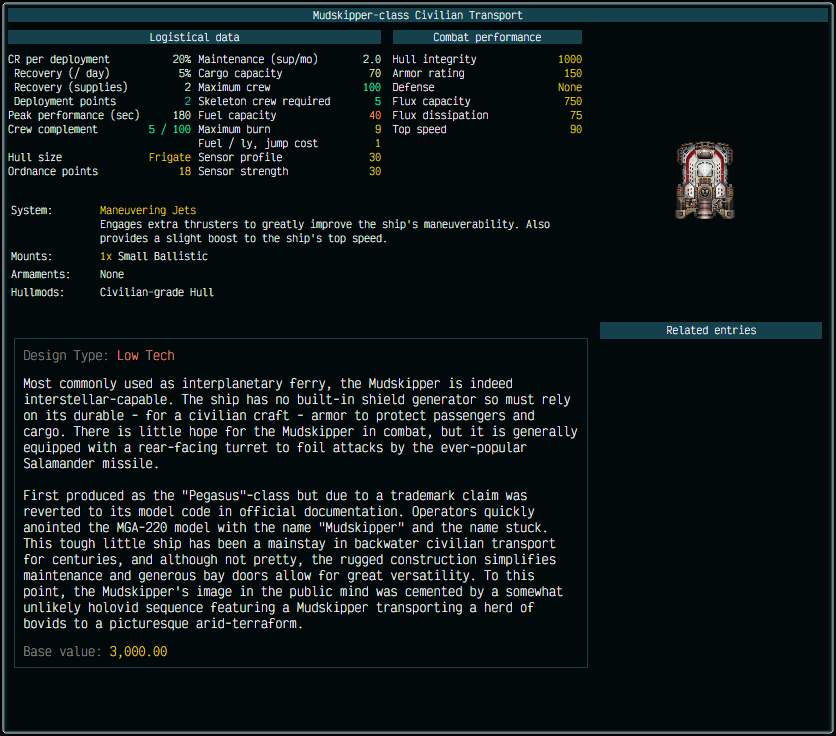 Mudskipper-class Civilian Transport
Logistical data
Combat performance
CR per deployment 20% Maintenance (sup/mo) 2.0 Hull integrity 1000
Recovery (/ day) 5% Cargo capacity 70 Armor rating 150
Recovery (supplies) 2 Maximum crew 100 Defense None
Deployment points 2 Skeleton crew required 5 Flux capacity 750
Peak performance (sec) 180 Fuel capacity 40 Flux dissipation 75
Crew complement 5 / 100 Maximum burn 9 Top speed 90
Fuel / ly, jump cost 1
Hull size Frigate Sensor profile 30
Ordnance points 18 Sensor strength 30
System: Maneuvering Jets
Engages extra thrusters to greatly improve the ship's maneuverability. Also
provides a slight boost to the ship's top speed.
Mounts: 1x Small Ballistic
Armaments: None
Hullmods: Civilian-grade Hull
Related entries
Design Type: Low Tech
Most commonly used as interplanetary ferry, the Mudskipper is indeed
interstellar-capable. The ship has no built-in shield generator so must rely
on its durable - for a civilian craft - armor to protect passengers and
cargo. There is little hope for the Mudskipper in combat, but it is generally
equipped with a rear-facing turret to foil attacks by the ever-popular
Salamander missile.
First produced as the "Pegasus"-class but due to a trademark claim was
reverted to its model code in official documentation. Operators quickly
anointed the MGA-220 model with the name "Mudskipper" and the name stuck.
This tough little ship has been a mainstay in backwater civilian transport
for centuries, and although not pretty, the rugged construction simplifies
maintenance and generous bay doors allow for great versatility. To this
point, the Mudskipper's image in the public mind was cemented by a somewhat
unlikely holovid sequence featuring a Mudskipper transporting a herd of
bovids to a picturesque arid-terraform.
Base value: 3,000.00